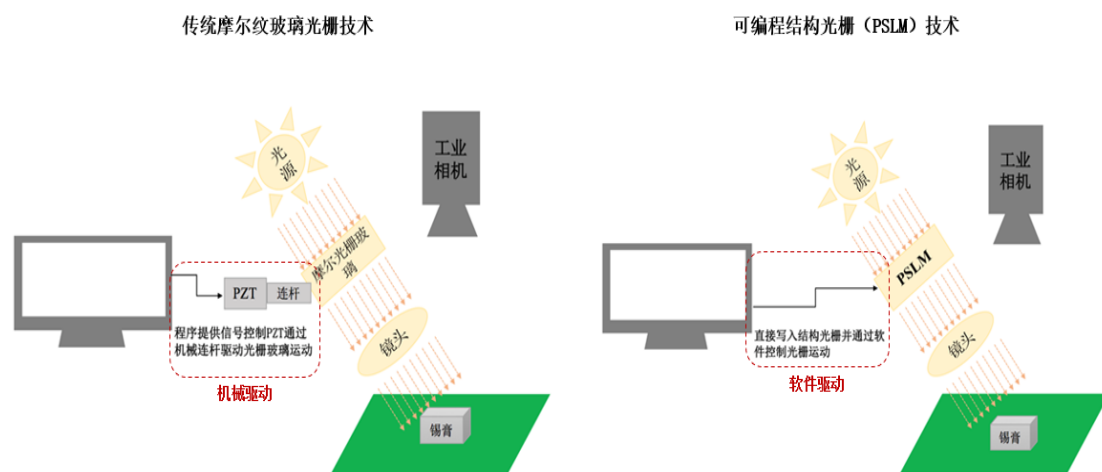 传统摩尔纹玻璃光栅技术
光
源
工业
相机
摩尔光栅玻
璃
PZT
连杆
程序提供信号控制PZT通过
机械连杆驱动光栅玻璃运动
机械驱动
镜头
锡膏
可编程结构光栅（PSLM）技术
光
源
工业
相机
PSLM
直接写入结构光栅并通过软
件控制光栅运动
软件驱动
镜头
锡膏